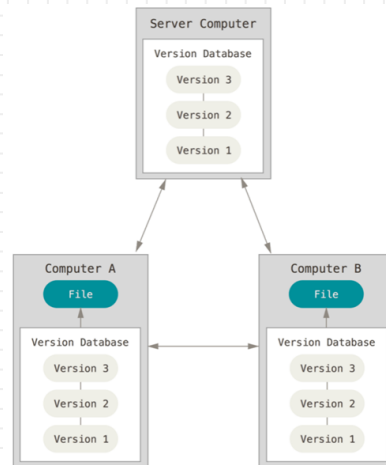 Server Computer
Version Database
Version 3
Version 2
Version 1
Computer A
File
Version Database
Version 3
Version 2
Version 1
Computer B
File
Version Database
Version 3
Version 2
Version 1